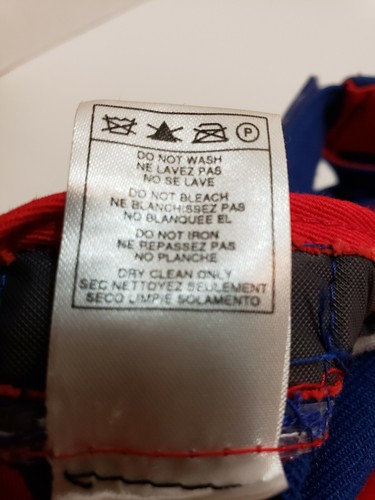 P
DO NOT WASH
NE LAVEZ PAS
NO SE LAVE
DO NOT BLEACH
NE BLANCHISSEZ PAS
NO BLANQUEE EL
DO NOT IRON
NE REPASSEZ PAS
NO PLANCHE
DRY CLEAN ONLY
SEC NETTOYEZ SEULEMENT
SECO LIMPIE SOLAMENTO